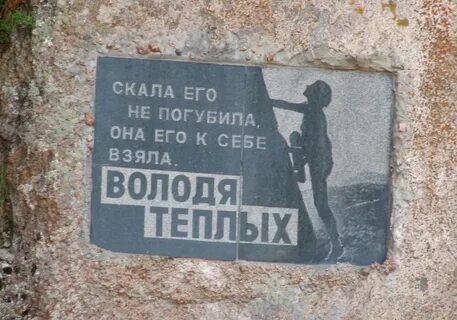 СКАЛА ЕГО
НЕ ПОГУБИЛА,
ОНА ЕГО К СЕБЕ
ВЗЯЛА.
ВОЛОДЯ
ТЕПЛЫХ